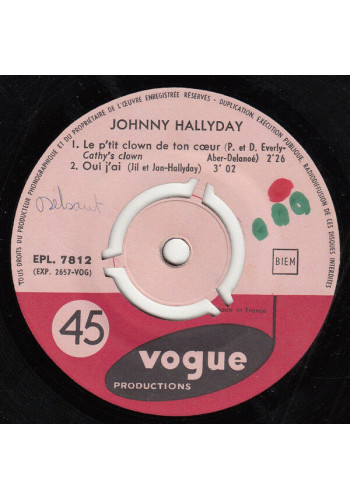 TOUS DROITS DU PRODUCTEUR PHONOGRAPHIQUE ET DU PROPRIÉTAIRE DE L'ŒUVRE ENREGISTRÉE RÉSERVÉS - DUPLICATION EXÉCUTION PUBLIQUE, RADIODIFFUSION DE CES DISQUES INTERDITES
JOHNNY HALLYDAY
1. Le p'tit clown de ton cœur (P. et D. Everly-
Cathy's clown Aber-Delanoé) 2'26
2. Oui j'ai (Jil et Jan-Hallyday) 3' 02
EPL. 7812
(EXP. 2657-VOG)
BIEM
Made in France
45
vogue
PRODUCTIONS